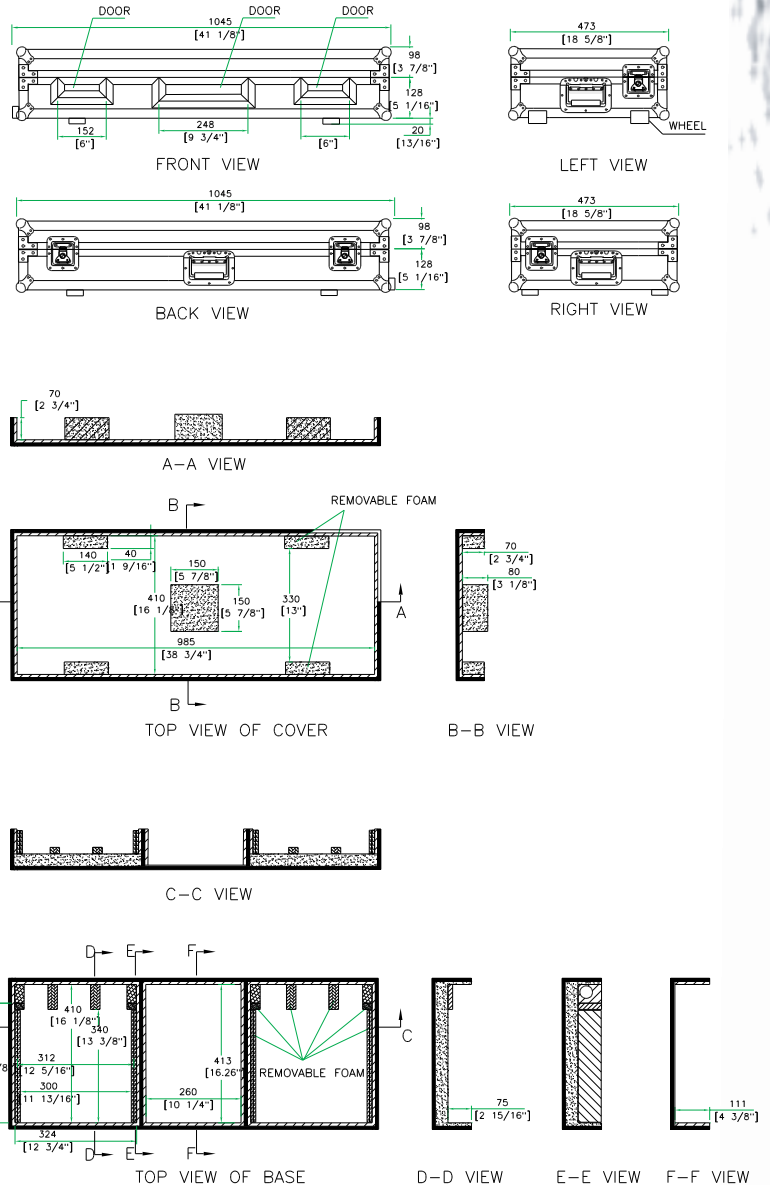 DOOR
DOOR
DOOR
1045
[41 1/8"]
98
[3 7/8"]
128
[5 1/16"]
20
[13/16"]
152
[6"]
248
[9 3/4"]
[6"]
FRONT VIEW
473
[18 5/8"]
WHEEL
LEFT VIEW
1045
[41 1/8"]
98
[3 7/8"]
128
[5 1/16"]
BACK VIEW
473
[18 5/8"]
RIGHT VIEW
70
[2 3/4"]
A-A VIEW
B
REMOVABLE FOAM
140
[5 1/2"]
40
[1 9/16"]
150
[5 7/8"]
410
[16 1/8"]
150
[5 7/8"]
330
[13"]
A
985
[38 3/4"]
B
TOP VIEW OF COVER
70
[2 3/4"]
80
[3 1/8"]
B-B VIEW
C-C VIEW
D
E
F
410
[16 1/8"]
340
[13 3/8"]
C
312
[12 5/16"]
300
[11 13/16"]
413
[16.26"]
REMOVABLE FOAM
260
[10 1/4"]
324
[12 3/4"]
D
E
F
TOP VIEW OF BASE
75
[2 15/16"]
D-D VIEW
E-E VIEW
111
[4 3/8"]
F-F VIEW